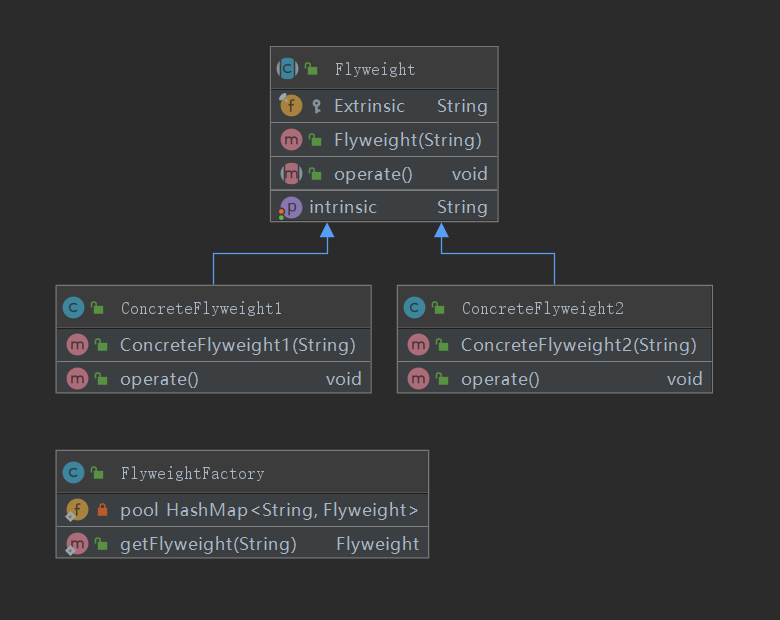 Flyweight
Extrinsic String
Flyweight(String)
operate() void
intrinsic String
ConcreteFlyweight1
ConcreteFlyweight1(String)
operate() void
ConcreteFlyweight2
ConcreteFlyweight2(String)
operate() void
FlyweightFactory
pool HashMap<String, Flyweight>
getFlyweight(String) Flyweight